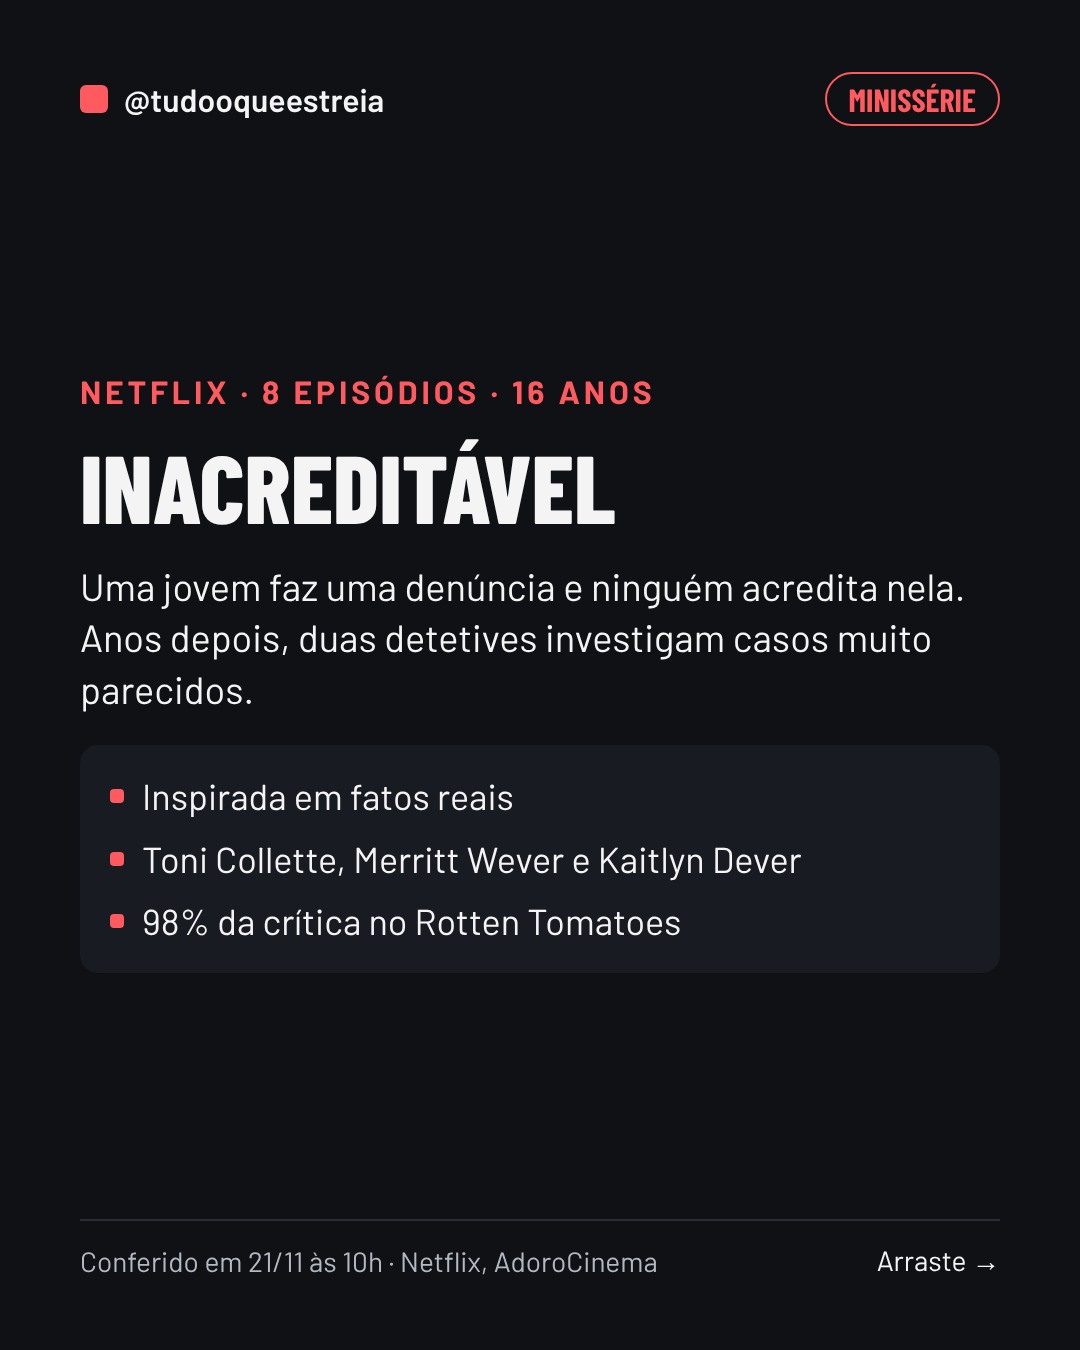 @tudooqueestreia
MINISSÉRIE
NETFLIX · 8 EPISÓDIOS · 16 ANOS
INACREDITÁVEL
Uma jovem faz uma denúncia e ninguém acredita nela.
Anos depois, duas detetives investigam casos muito
parecidos.
Inspirada em fatos reais
Toni Collette, Merritt Wever e Kaitlyn Dever
98% da crítica no Rotten Tomatoes
Conferido em 21/11 às 10h · Netflix, AdoroCinema
Arraste →